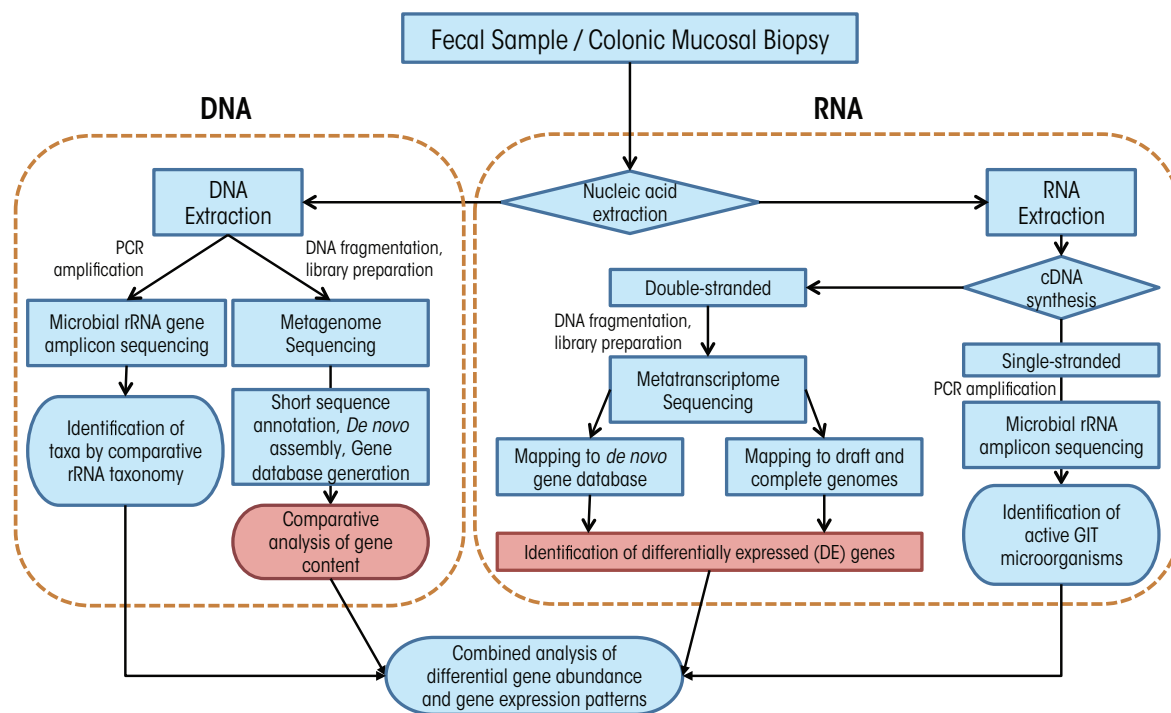 Fecal Sample / Colonic Mucosal Biopsy
DNA
RNA
DNA
Extraction
Nucleic acid
extraction
RNA
Extraction
PCR
amplification
DNA fragmentation,
library preparation
Double-stranded
cDNA
synthesis
Microbial rRNA gene
amplicon sequencing
Metagenome
Sequencing
DNA fragmentation,
library preparation
Single-stranded
Metatranscriptome
Sequencing
PCR amplification
Identification of
taxa by comparative
rRNA taxonomy
Short sequence
annotation, De novo
assembly, Gene
database generation
Microbial rRNA
amplicon sequencing
Mapping to de novo
gene database
Mapping to draft and
complete genomes
Comparative
analysis of gene
content
Identification of differentially expressed (DE) genes
Identification of
active GIT
microorganisms
Combined analysis of
differential gene abundance
and gene expression patterns